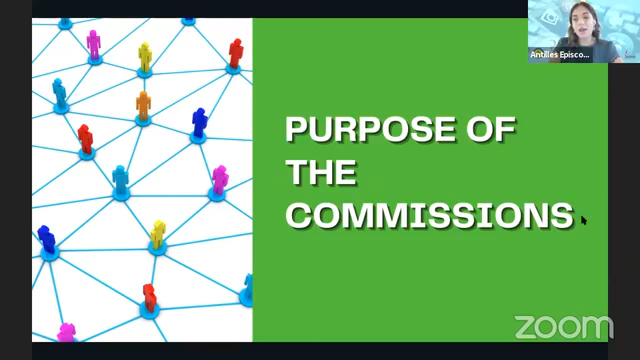 Antilles Episco...
PURPOSE OF
THE
COMMISSIONS
zoom